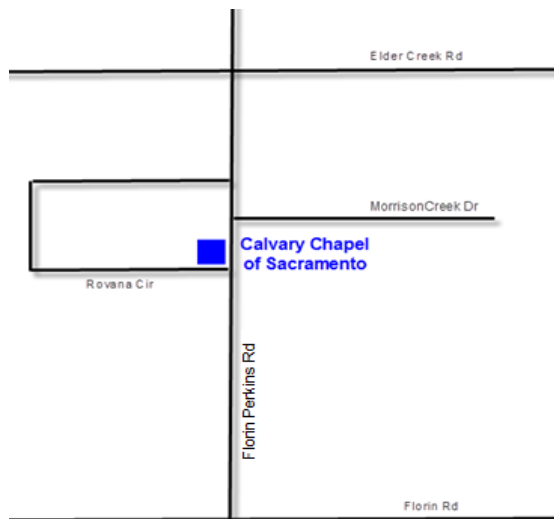 Elder Creek Rd
MorrisonCreek Dr
Calvary Chapel
of Sacramento
Rovana Cir
Florin Perkins Rd
Florin Rd